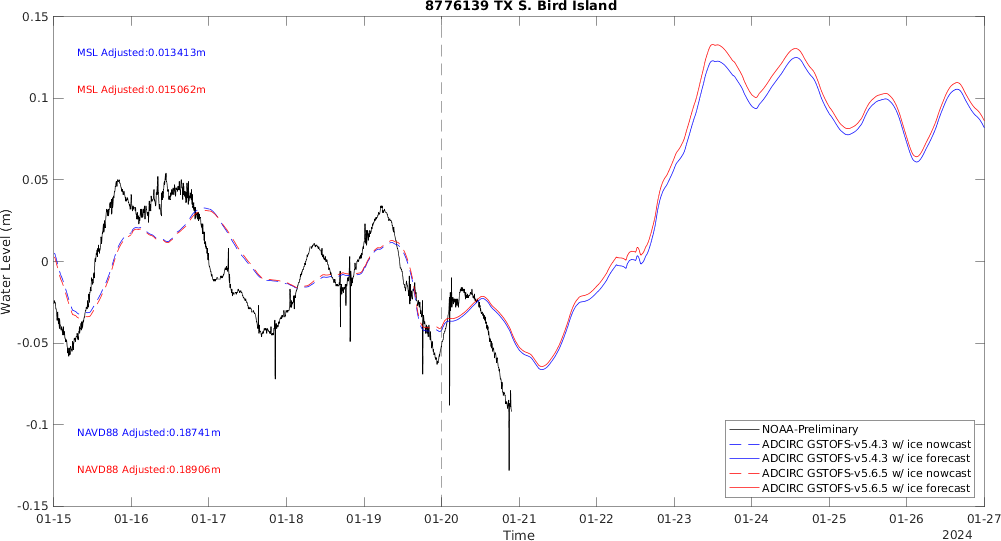 8776139 TX S. Bird Island
0.15
0.1
0.05
0
-0.05
-0.1
-0.15
Water Level (m)
MSL Adjusted:0.013413m
MSL Adjusted:0.015062m
NAVD88 Adjusted:0.18741m
NAVD88 Adjusted:0.18906m
NOAA-Preliminary
ADCIRC GSTOFS-v5.4.3 w/ ice nowcast
ADCIRC GSTOFS-v5.4.3 w/ ice forecast
ADCIRC GSTOFS-v5.6.5 w/ ice nowcast
ADCIRC GSTOFS-v5.6.5 w/ ice forecast
01-15 01-16 01-17 01-18 01-19 01-20 01-21 01-22 01-23 01-24 01-25 01-26 01-27
Time
2024